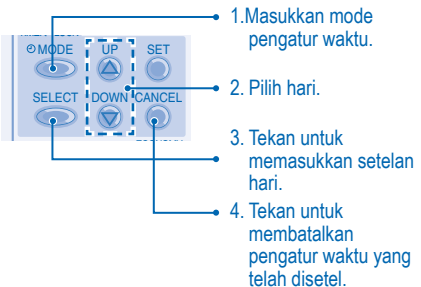 1.Masukkan mode
pengatur waktu.
MODE UP SET
2. Pilih hari.
SELECT DOWN CANCEL
3. Tekan untuk
memasukkan setelan
hari.
4. Tekan untuk
membatalkan
pengatur waktu yang
telah disetel.